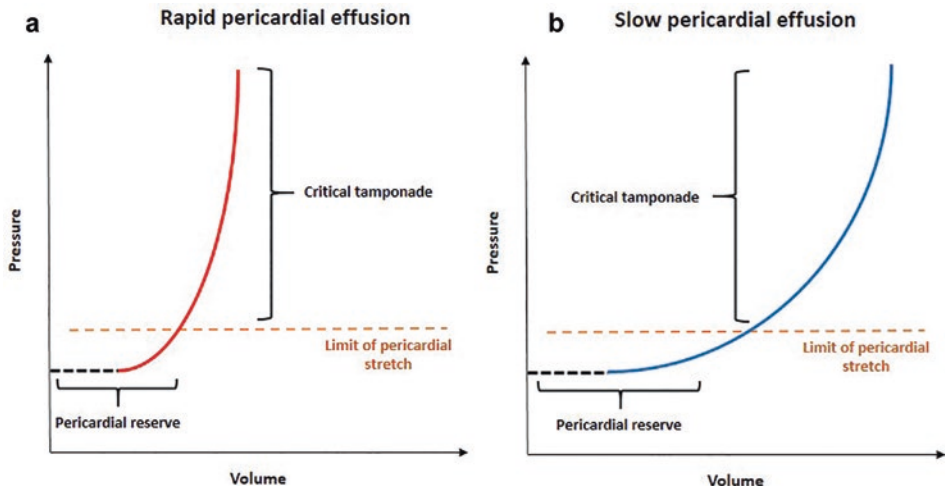 a
Rapid pericardial effusion
Pressure
Critical tamponade
Limit of pericardial
stretch
Pericardial reserve
Volume
b
Slow pericardial effusion
Pressure
Critical tamponade
Limit of pericardial
stretch
Pericardial reserve
Volume